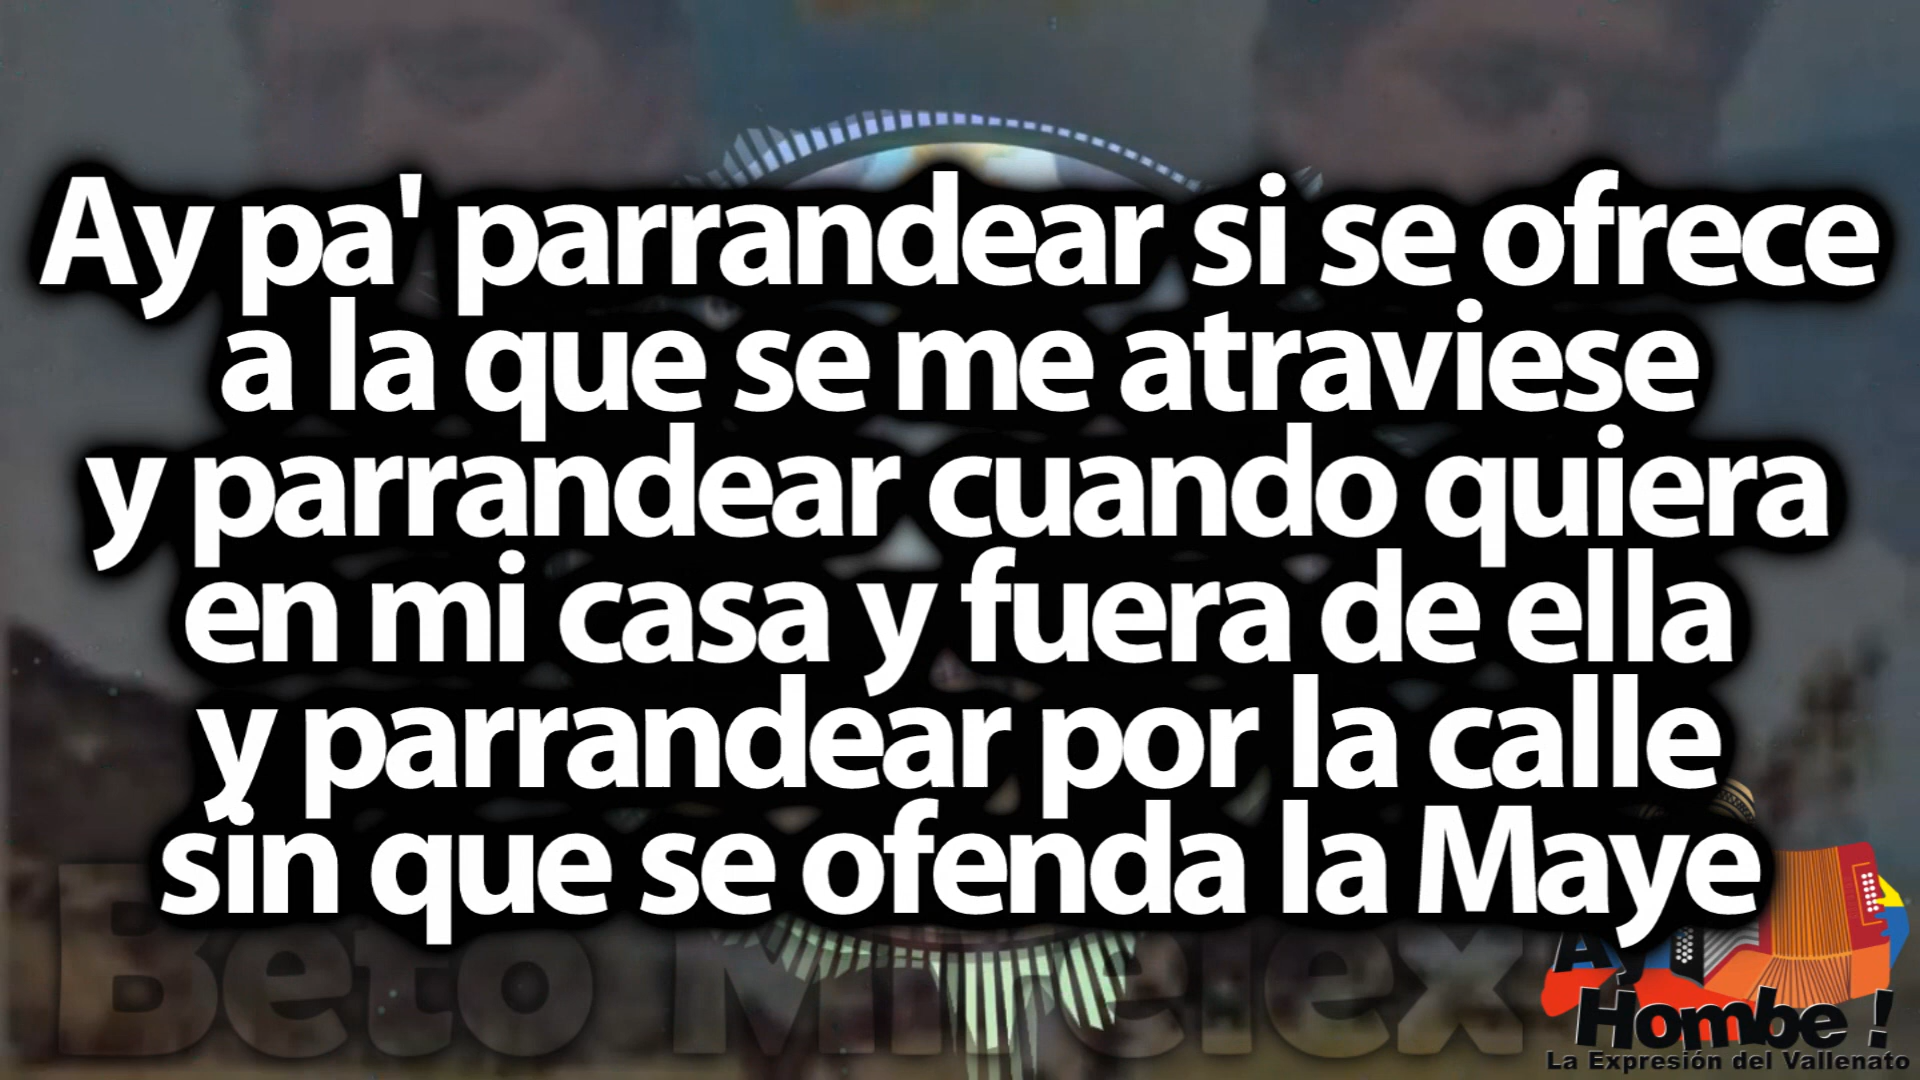 Ay pa' parrandear si se ofrece
a la que se me atraviese
y parrandear cuando quiera
en mi casa y fuera de ella
y parrandear por la calle
sin que se ofenda la Maye
Beto Mirelex
Ay
Hombe !
La Expresión del Vallenato